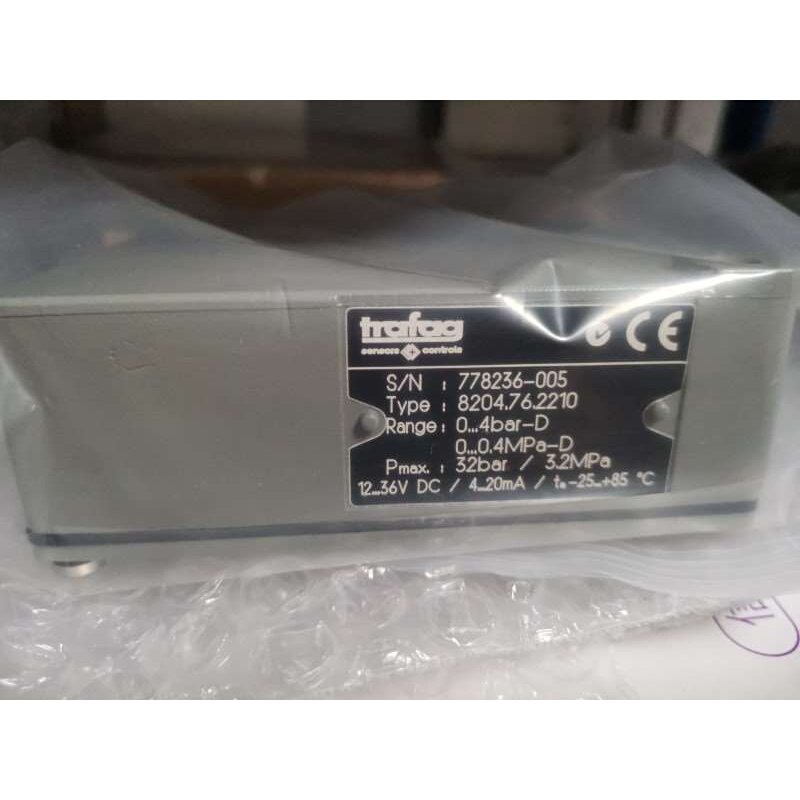 trafag
sensors controls
CE
S/N : 778236-005
Type : 8204.76.2210
Range : 0...4bar-D
0...0,4MPa-D
Pmax. : 32bar / 3.2MPa
12...36V DC / 4...20mA / ta -25...+85 °C